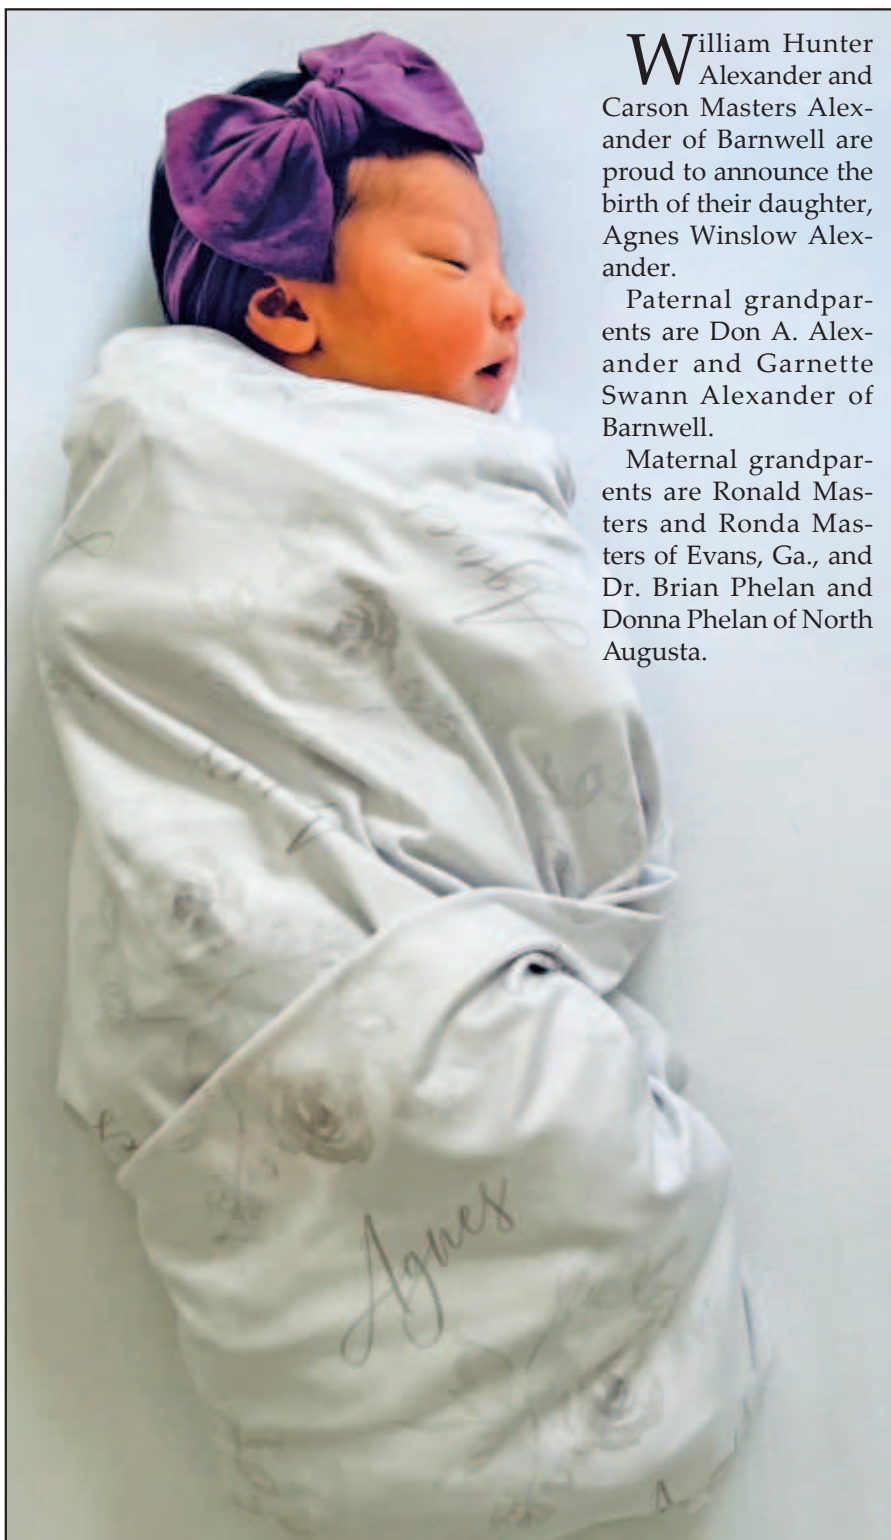 William Hunter
Alexander and
Carson Masters Alex-
ander of Barnwell are
proud to announce the
birth of their daughter,
Agnes Winslow Alex-
ander.
Paternal grandpar-
ents are Don A. Alex-
ander and Garnette
Swann Alexander of
Barnwell.
Maternal grandpar-
ents are Ronald Mas-
ters and Ronda Mas-
ters of Evans, Ga., and
Dr. Brian Phelan and
Donna Phelan of North
Augusta.
Agnes
Agnes